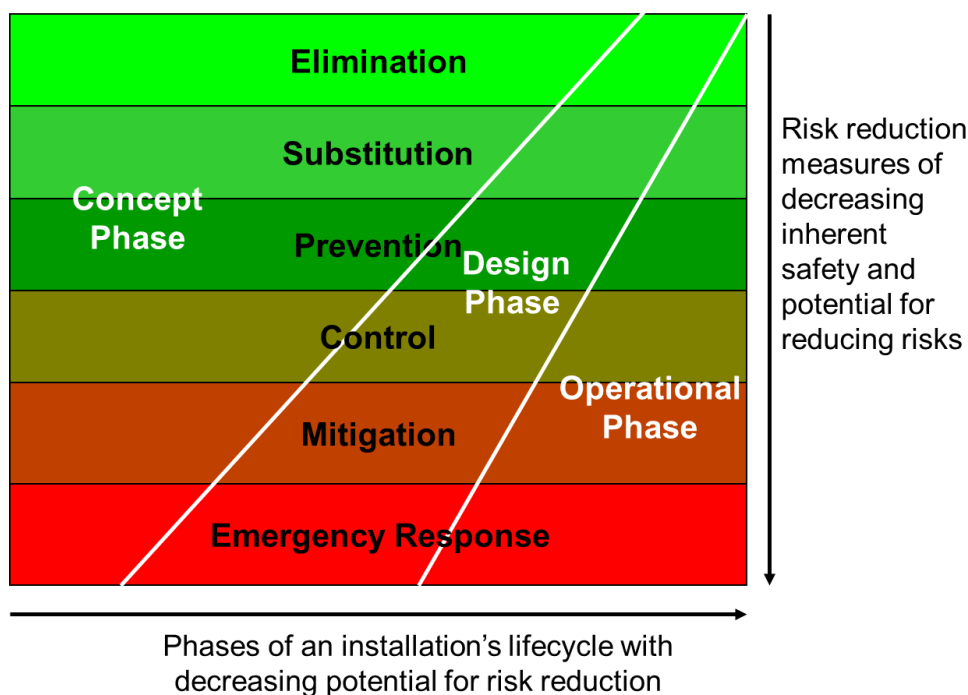 Elimination
Substitution
Concept
Phase
Prevention
Design
Phase
Control
Operational
Phase
Mitigation
Emergency Response
Risk reduction
measures of
decreasing
inherent
safety and
potential for
reducing risks
Phases of an installation’s lifecycle with
decreasing potential for risk reduction